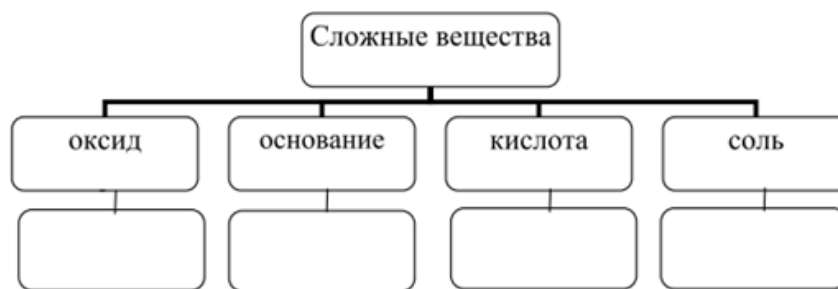 Сложные вещества
оксид
основание
кислота
соль